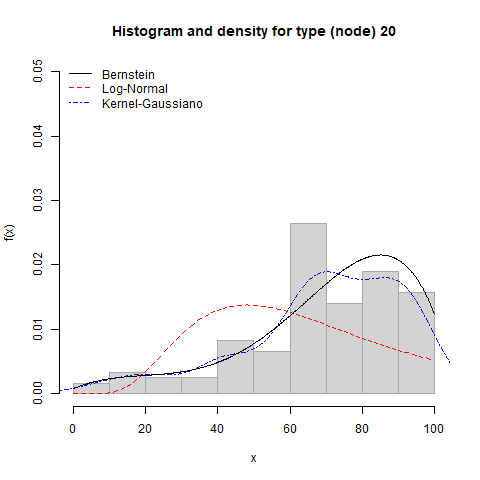 Histogram and density for type (node) 20
Bernstein
Log-Normal
Kernel-Gaussiano
f(x)
0.05
0.04
0.03
0.02
0.01
0.00
0 20 40 60 80 100
x